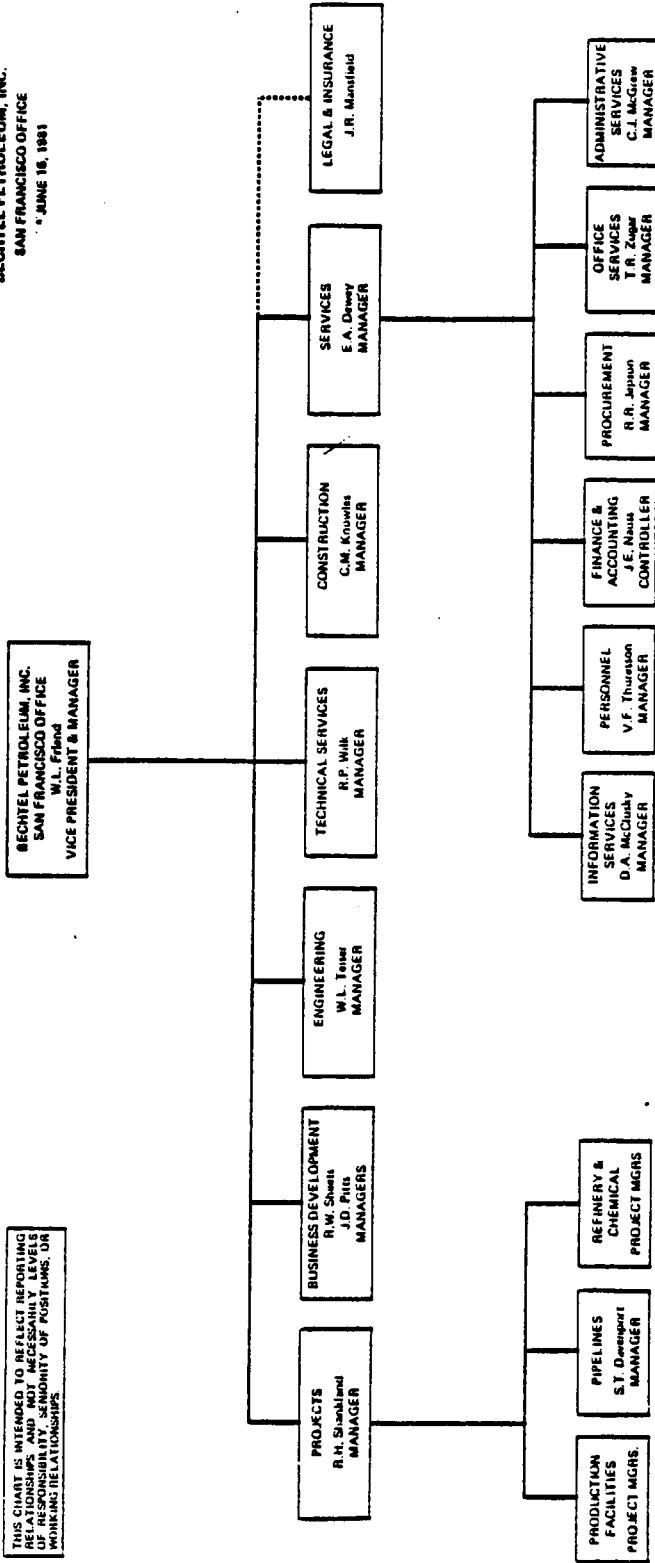 BECHTEL PETROLEUM, INC.
SAN FRANCISCO OFFICE
JUNE 16, 1981
THIS CHART IS INTENDED TO REFLECT REPORTING
RELATIONSHIPS AND NOT NECESSARILY LEVELS
OF RESPONSIBILITY, SENIORITY OF POSITIONS, OR
WORKING RELATIONSHIPS.
BECHTEL PETROLEUM, INC.
SAN FRANCISCO OFFICE
W.L. Friend
VICE PRESIDENT & MANAGER
PROJECTS
R.H. Shankland
MANAGER
BUSINESS DEVELOPMENT
R.W. Sheets
J.D. Pitts
MANAGERS
ENGINEERING
W.L. Teiser
MANAGER
TECHNICAL SERVICES
R.P. Wilk
MANAGER
CONSTRUCTION
C.M. Knowles
MANAGER
SERVICES
E.A. Dewey
MANAGER
LEGAL & INSURANCE
J.R. Mansfield
PRODUCTION
FACILITIES
PROJECT MGRS.
PIPELINES
S.T. Davenport
MANAGER
REFINERY &
CHEMICAL
PROJECT MGRS
INFORMATION
SERVICES
D.A. McClusky
MANAGER
PERSONNEL
V.F. Thuresson
MANAGER
FINANCE &
ACCOUNTING
J.E. Nauss
CONTROLLER
PROCUREMENT
R.R. Jepson
MANAGER
OFFICE
SERVICES
T.R. Zugar
MANAGER
ADMINISTRATIVE
SERVICES
C.J. McGrew
MANAGER